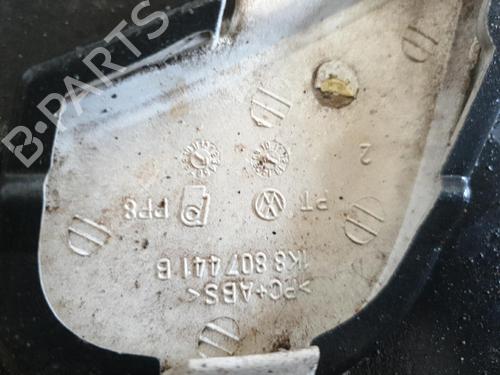 B-PARTS
>PC+ABS<
1K8 807 441 B
PP8
PT
2